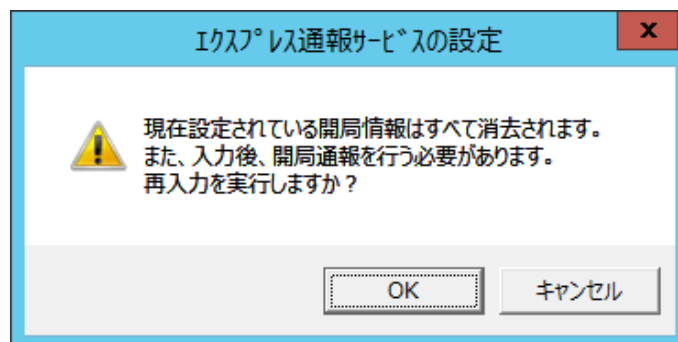 ｴｸｽﾌﾟﾚｽ通報ｻｰﾋﾞｽの設定
x
現在設定されている開局情報はすべて消去されます。
また、入力後、開局通報を行う必要があります。
再入力を実行しますか？
OK
キャンセル